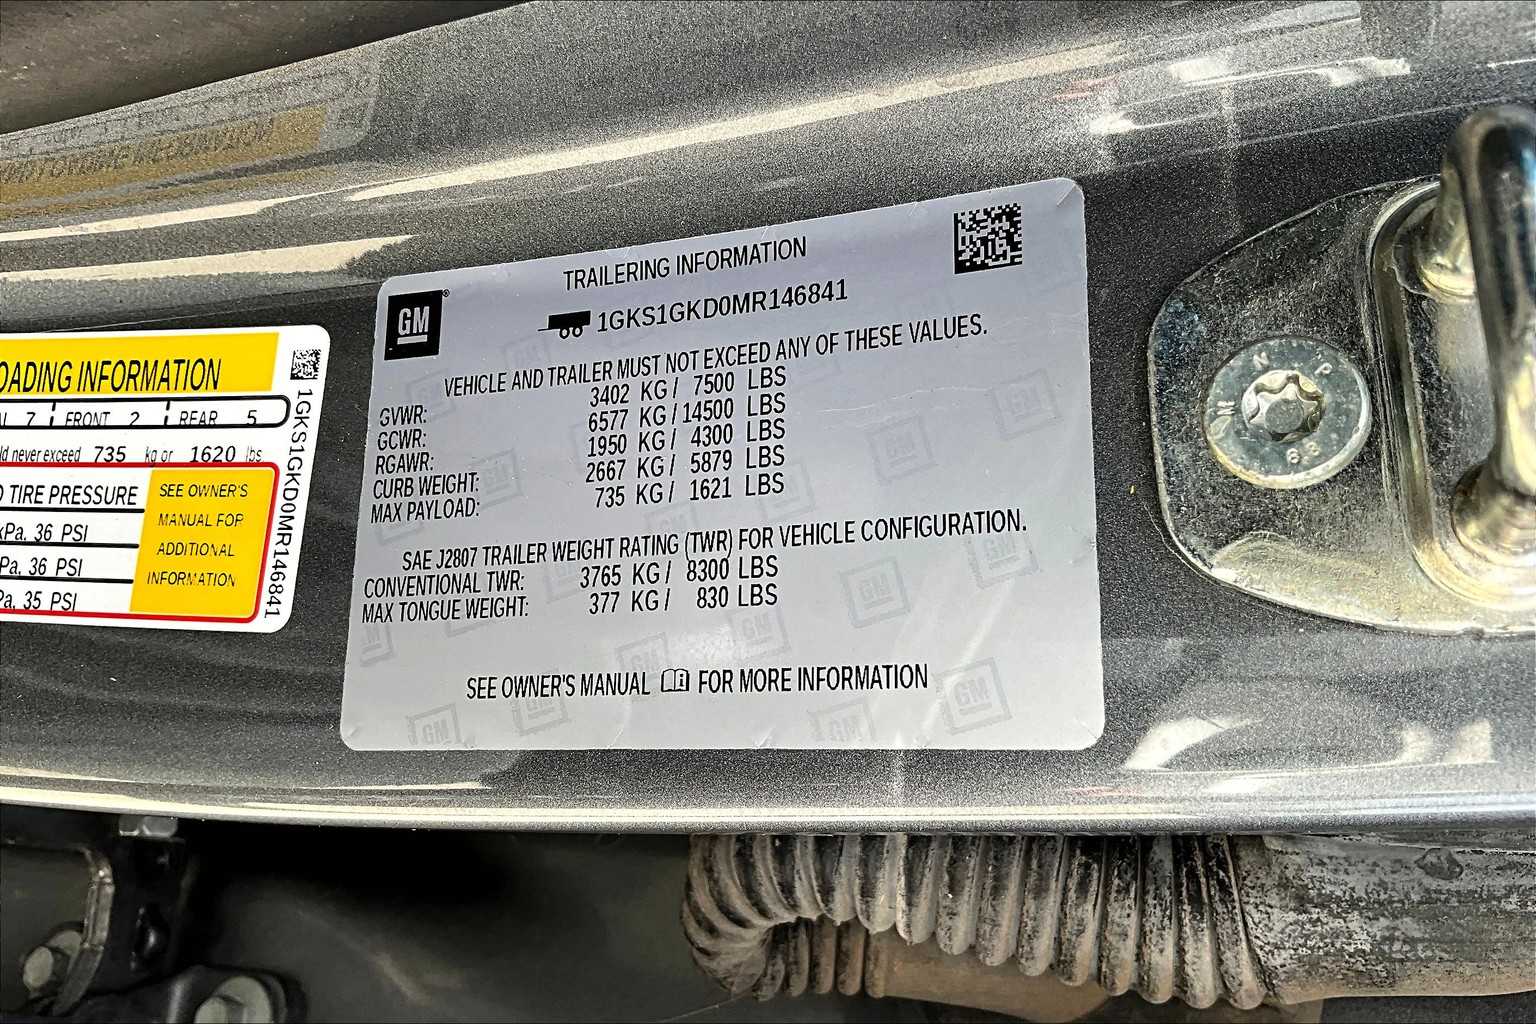 TRAILERING INFORMATION
GM
1GKS1GKD0MR146841
VEHICLE AND TRAILER MUST NOT EXCEED ANY OF THESE VALUES.
GVWR: 3402 KG / 7500 LBS
GCWR: 6577 KG / 14500 LBS
RGAWR: 1950 KG / 4300 LBS
CURB WEIGHT: 2667 KG / 5879 LBS
MAX PAYLOAD: 735 KG / 1621 LBS
SAE J2807 TRAILER WEIGHT RATING (TWR) FOR VEHICLE CONFIGURATION.
CONVENTIONAL TWR: 3765 KG / 8300 LBS
MAX TONGUE WEIGHT: 377 KG / 830 LBS
SEE OWNER'S MANUAL FOR MORE INFORMATION
OADING INFORMATION
7 FRONT 2 REAR 5
never exceed 735 kg or 1620 lbs
TIRE PRESSURE
kPa, 36 PSI
Pa, 36 PSI
Pa, 35 PSI
SEE OWNER'S
MANUAL FOR
ADDITIONAL
INFORMATION
1GKS1GKD0MR146841